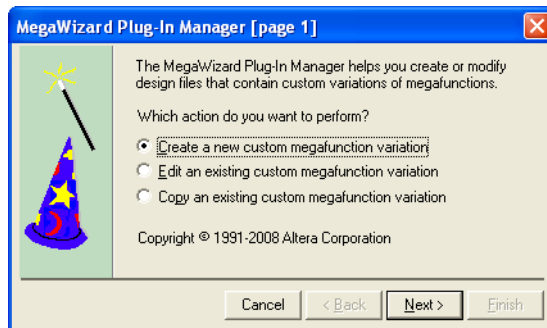 MegaWizard Plug-In Manager [page 1]
The MegaWizard Plug-In Manager helps you create or modify
design files that contain custom variations of megafunctions.
Which action do you want to perform?
Create a new custom megafunction variation
Edit an existing custom megafunction variation
Copy an existing custom megafunction variation
Copyright © 1991-2008 Altera Corporation
Cancel < Back Next > Finish